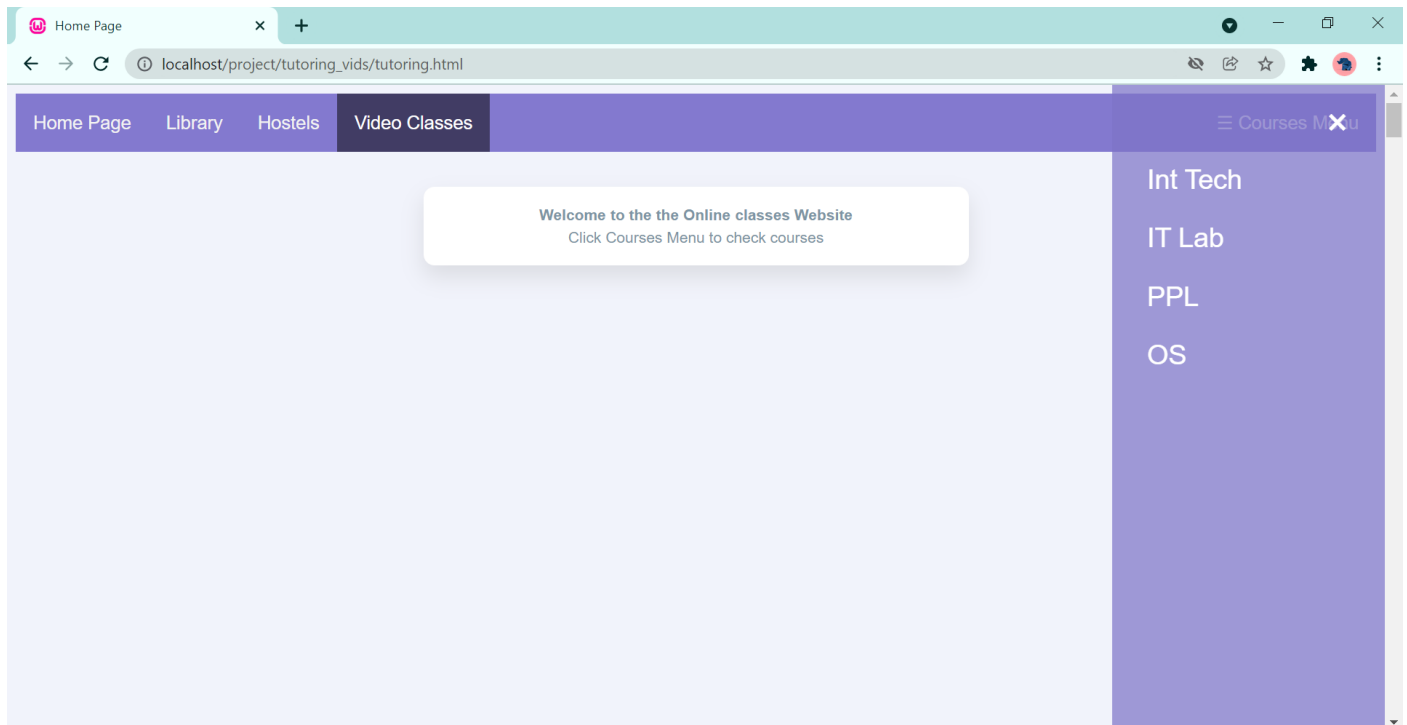 Home Page
localhost/project/tutoring_vids/tutoring.html
Home Page Library Hostels Video Classes ☰ Courses Menu
Welcome to the the Online classes Website
Click Courses Menu to check courses
Int Tech
IT Lab
PPL
OS